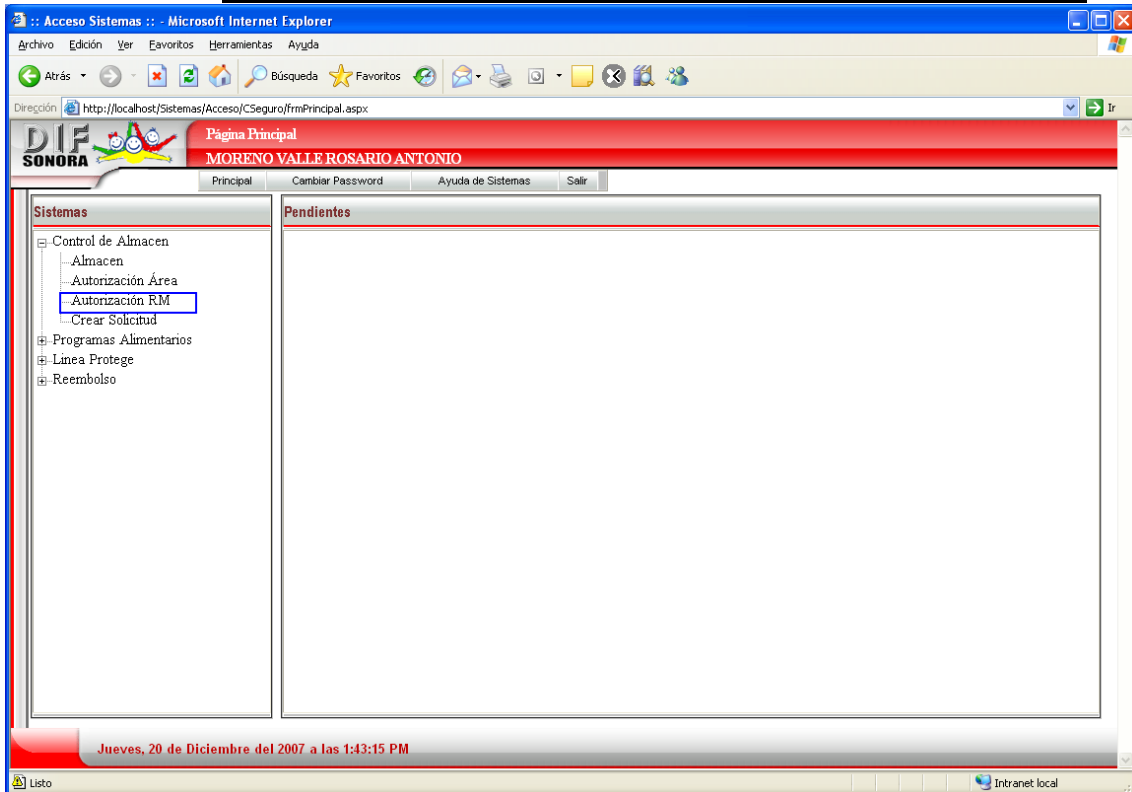 :: Acceso Sistemas :: - Microsoft Internet Explorer
Archivo Edición Ver Favoritos Herramientas Ayuda
Atrás Búsqueda Favoritos
Dirección http://localhost/Sistemas/Acceso/CSeguro/frmPrincipal.aspx Ir
DIF
SONORA
Página Principal
MORENO VALLE ROSARIO ANTONIO
Principal Cambiar Password Ayuda de Sistemas Salir
Sistemas
Control de Almacen
Almacen
Autorización Área
Autorización RM
Crear Solicitud
Programas Alimentarios
Linea Protege
Reembolso
Pendientes
Jueves, 20 de Diciembre del 2007 a las 1:43:15 PM
Listo Intranet local